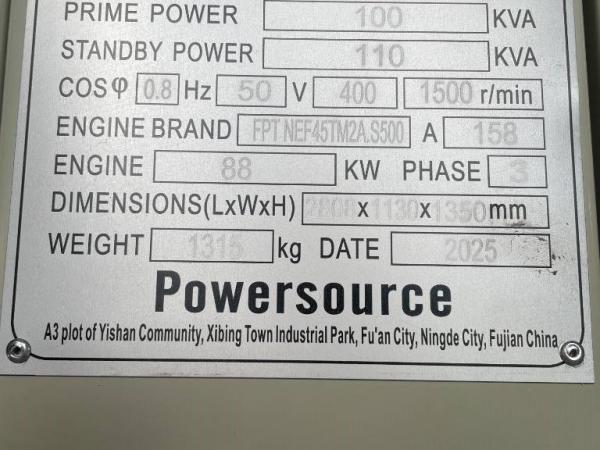 PRIME POWER 100 KVA
STANDBY POWER 110 KVA
COSφ 0.8 Hz 50 V 400 1500 r/min
ENGINE BRAND FPT NEF45TM2A.S500 A 158
ENGINE 88 KW PHASE 3
DIMENSIONS(LxWxH) 2808x1130x1350mm
WEIGHT 1315 kg DATE 2025
Powersource
A3 plot of Yishan Community, Xibing Town Industrial Park, Fu'an City, Ningde City, Fujian China